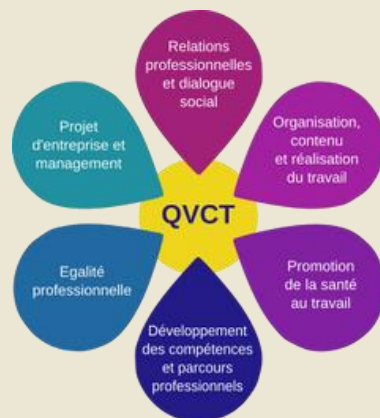 Relations
professionnelles
et dialogue
social
Organisation,
contenu
et réalisation
du travail
Promotion
de la santé
au travail
Développement
des compétences
et parcours
professionnels
Egalité
professionnelle
Projet
d'entreprise et
management
QVCT